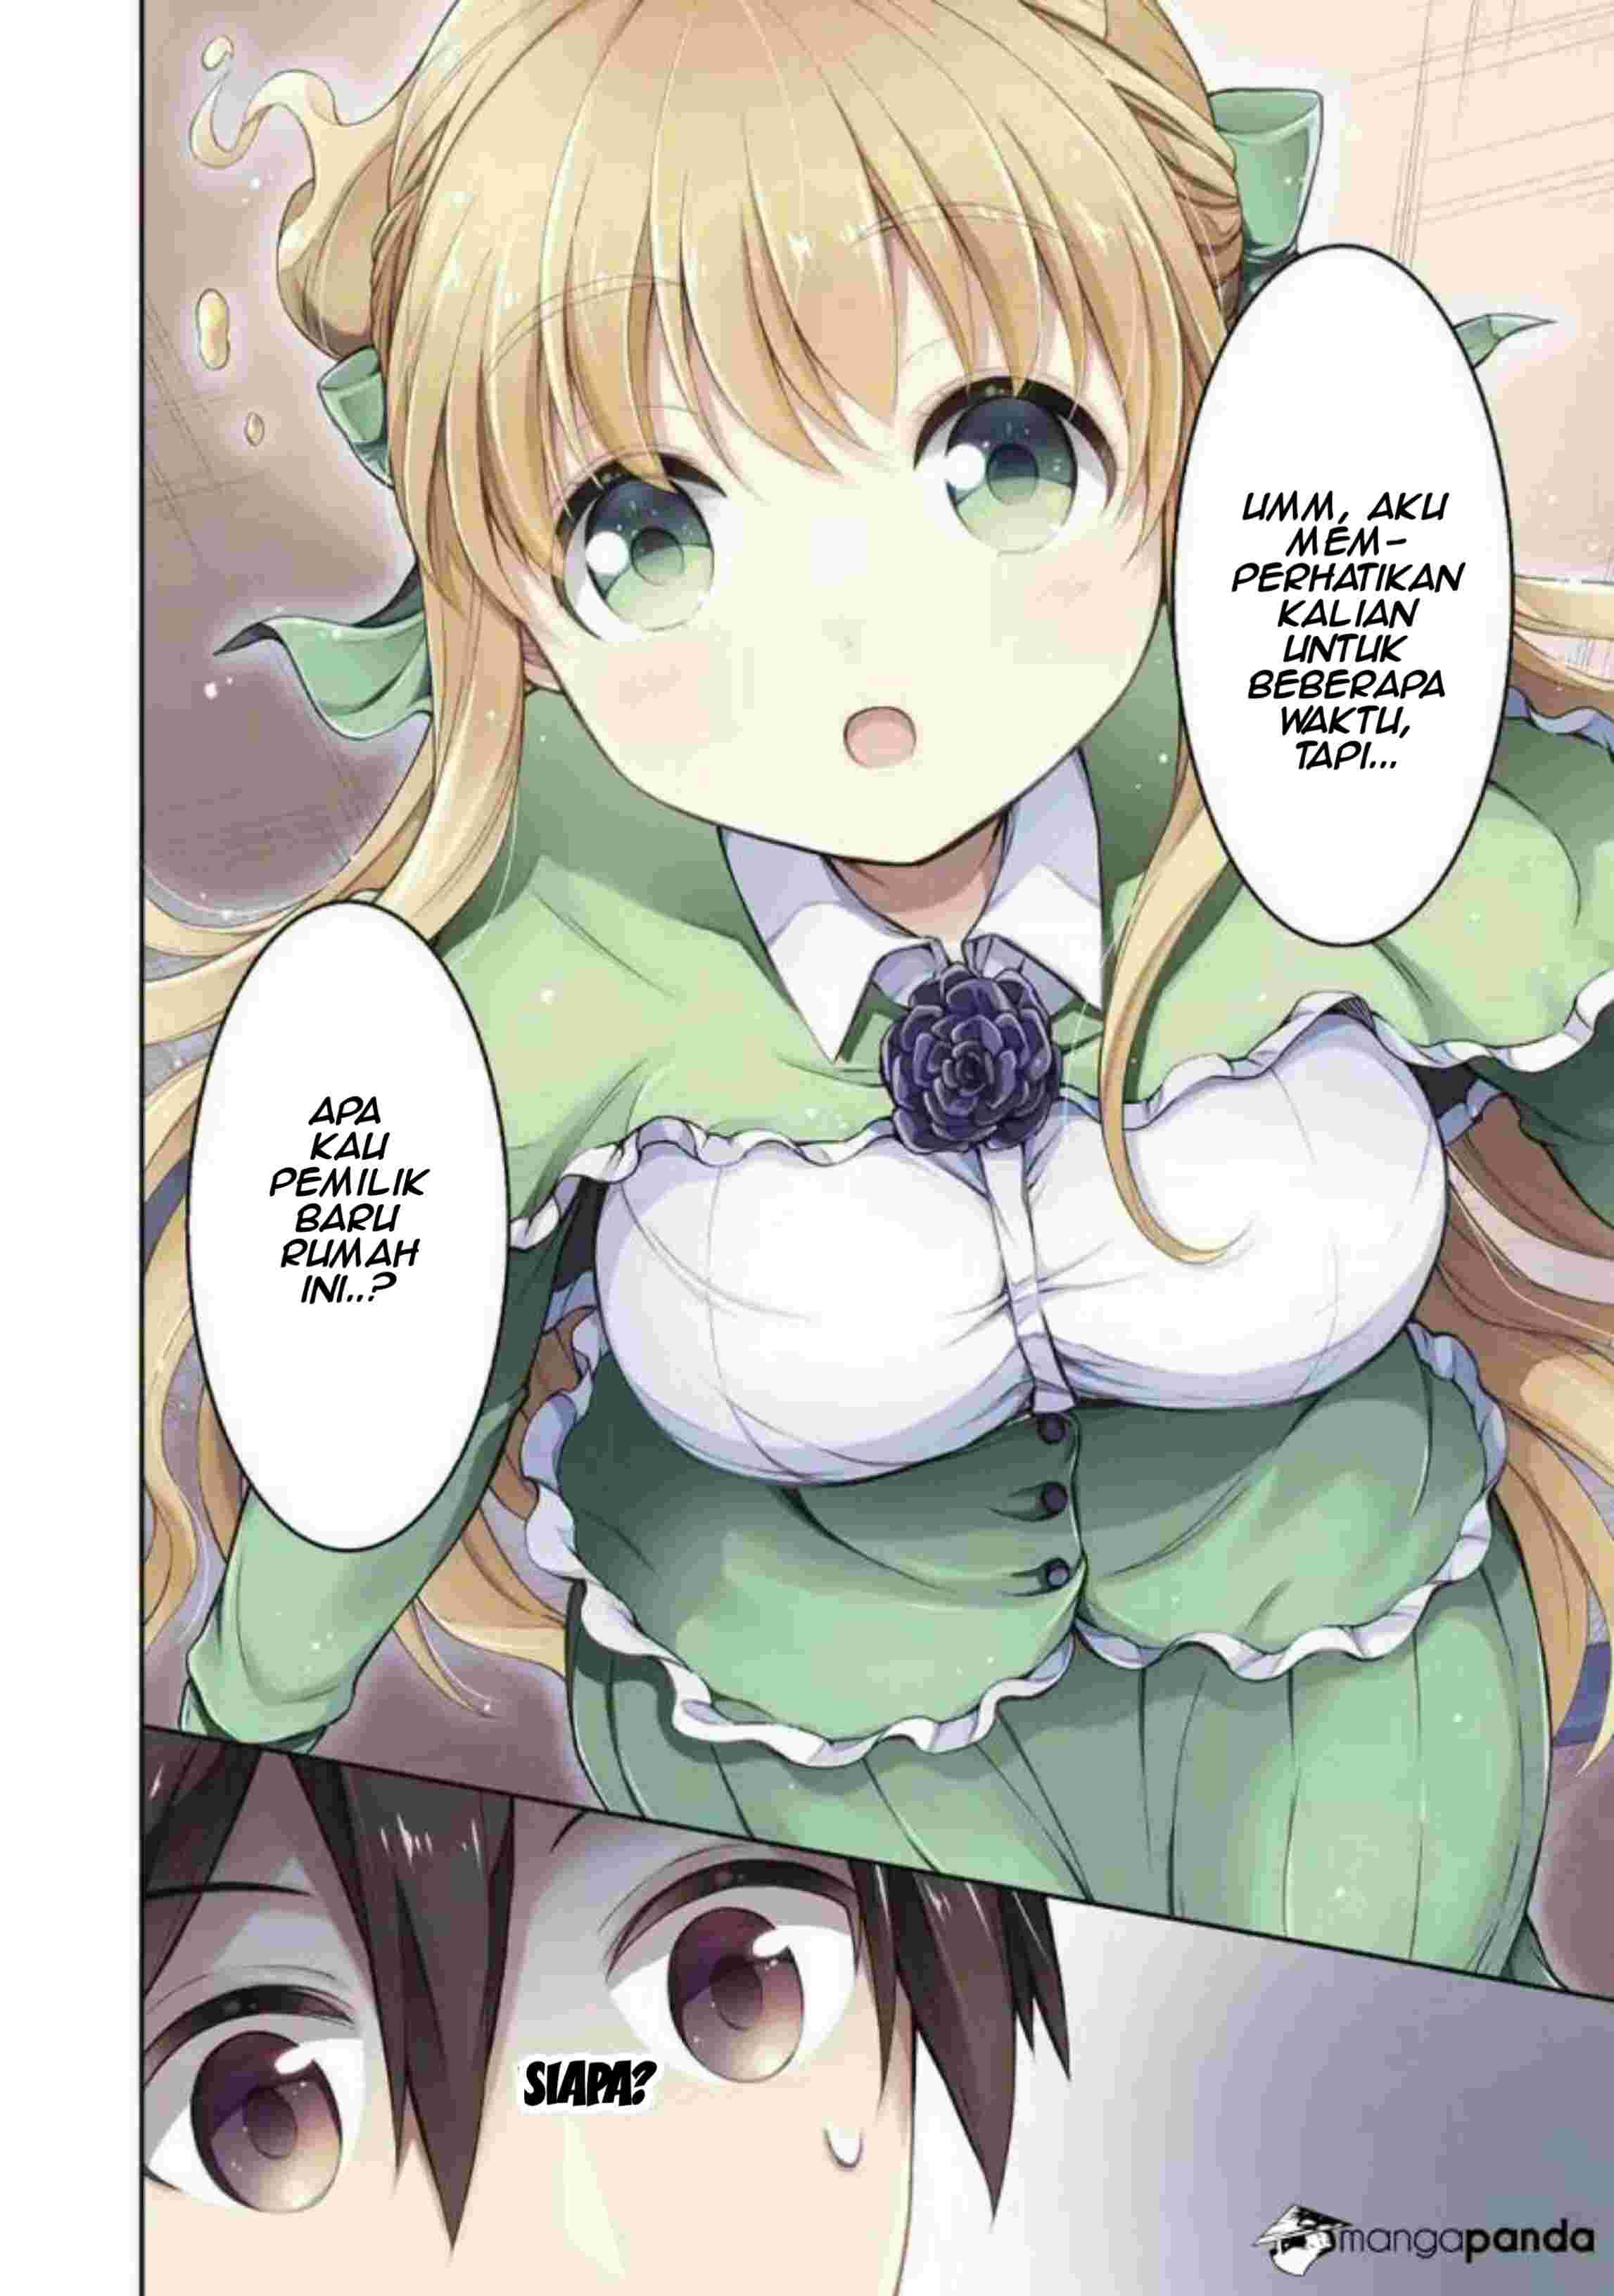 UMM, AKU
MEM-
PERHATIKAN
KALIAN
UNTUK
BEBERAPA
WAKTU,
TAPI...
APA
KAU
PEMILIK
BARU
RUMAH
INI..?
SIAPA?
mangapanda